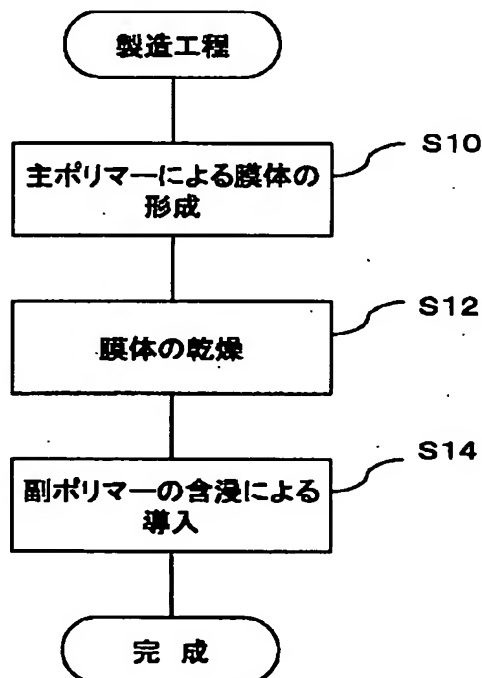 製造工程
S10
主ポリマーによる膜体の
形成
S12
膜体の乾燥
S14
副ポリマーの含浸による
導入
完 成